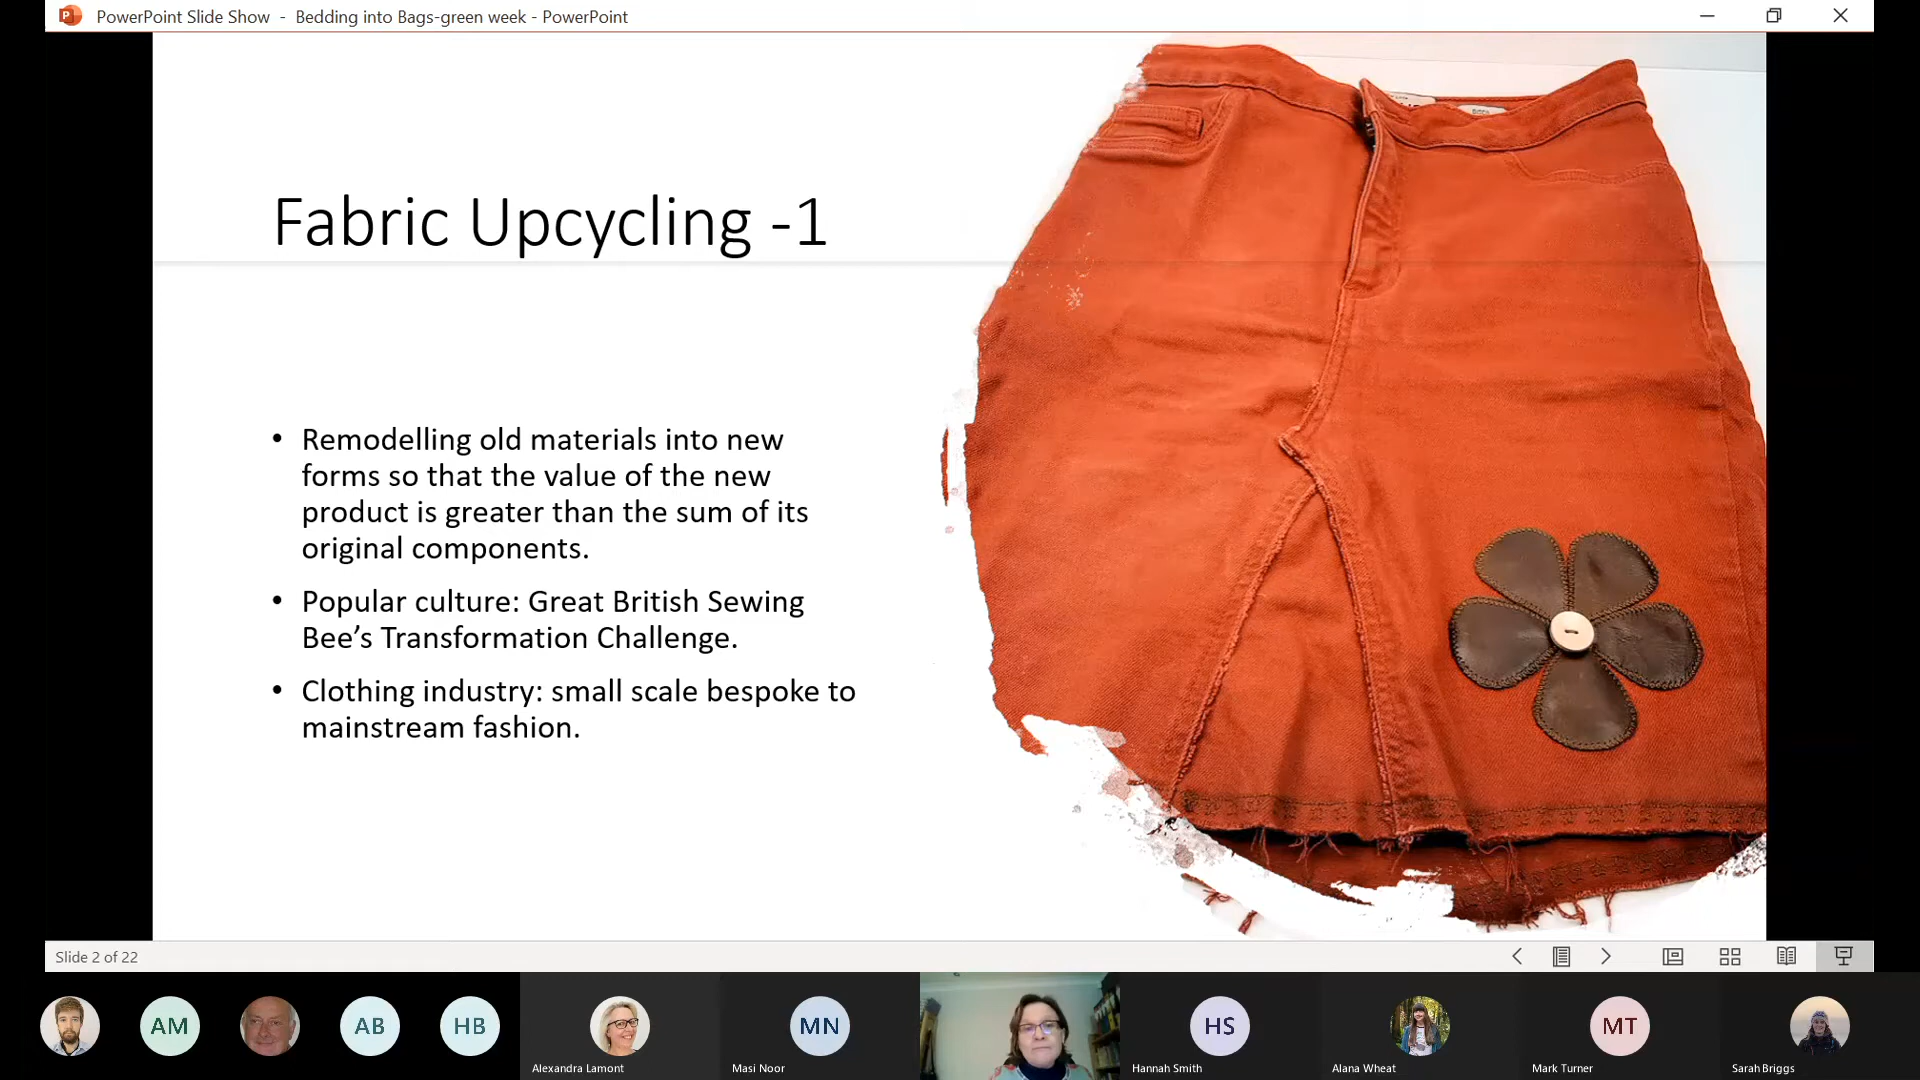 PowerPoint Slide Show - Bedding into Bags-green week - PowerPoint
Fabric Upcycling -1
• Remodelling old materials into new
forms so that the value of the new
product is greater than the sum of its
original components.
• Popular culture: Great British Sewing
Bee’s Transformation Challenge.
• Clothing industry: small scale bespoke to
mainstream fashion.
Slide 2 of 22
AM
AB
HB
MN
HS
MT
Alexandra Lamont
Masi Noor
Hannah Smith
Alana Wheat
Mark Turner
Sarah Briggs